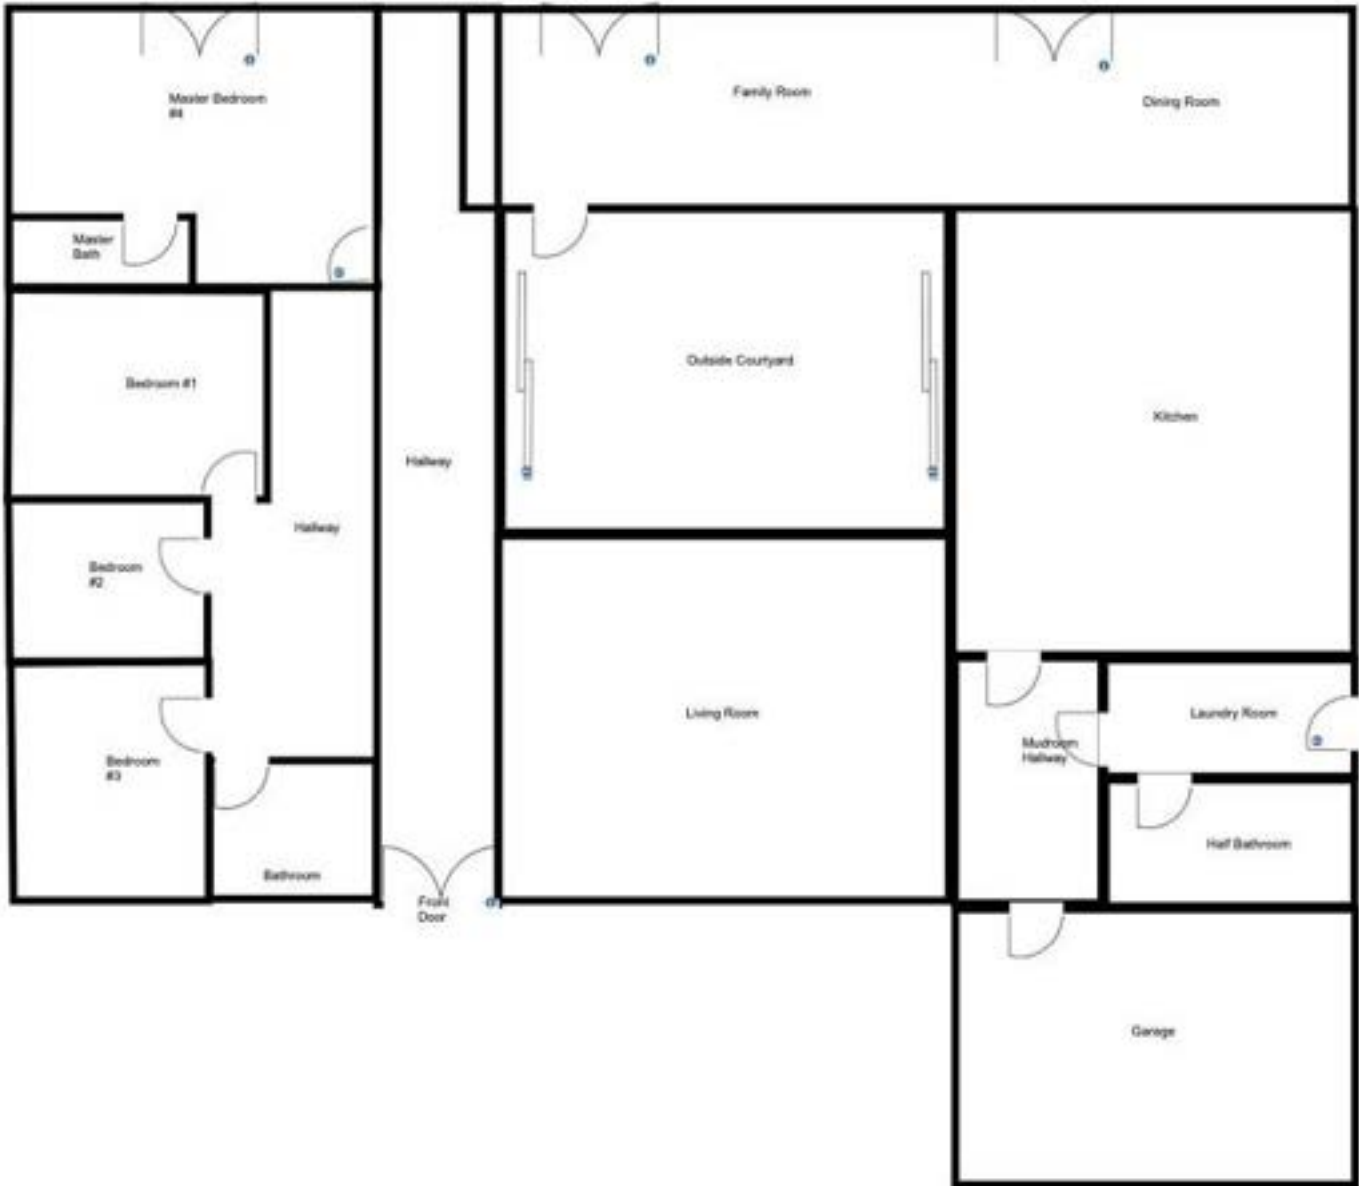 Master Bedroom
#4
Family Room
Dining Room
Master
Bath
Bedroom #1
Outside Courtyard
Kitchen
Hallway
Hallway
Bedroom
#2
Living Room
Laundry Room
Mudroom
Hallway
Bedroom
#3
Half Bathroom
Bathroom
Front
Door
Garage